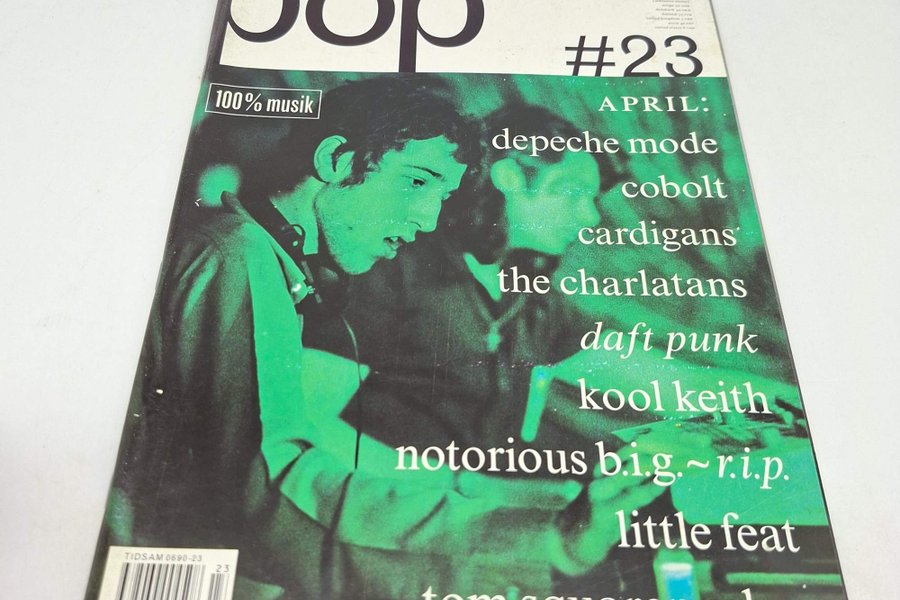 pop
#23
100% musik
APRIL:
depeche mode
cobolt
cardigans
the charlatans
daft punk
kool keith
notorious b.i.g.~r.i.p.
little feat
TIDSAM 0690-23
23